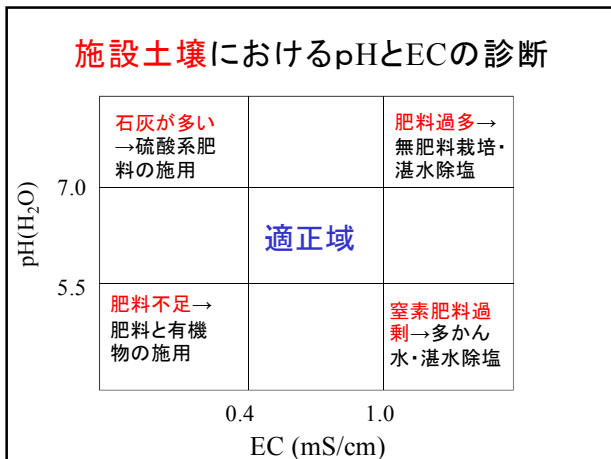 施設土壌におけるpHとECの診断
石灰が多い
→硫酸系肥
料の施用
肥料過多→
無肥料栽培・
湛水除塩
7.0
適正域
pH(H₂O)
5.5
肥料不足→
肥料と有機
物の施用
窒素肥料過
剰→多かん
水・湛水除塩
0.4
1.0
EC (mS/cm)